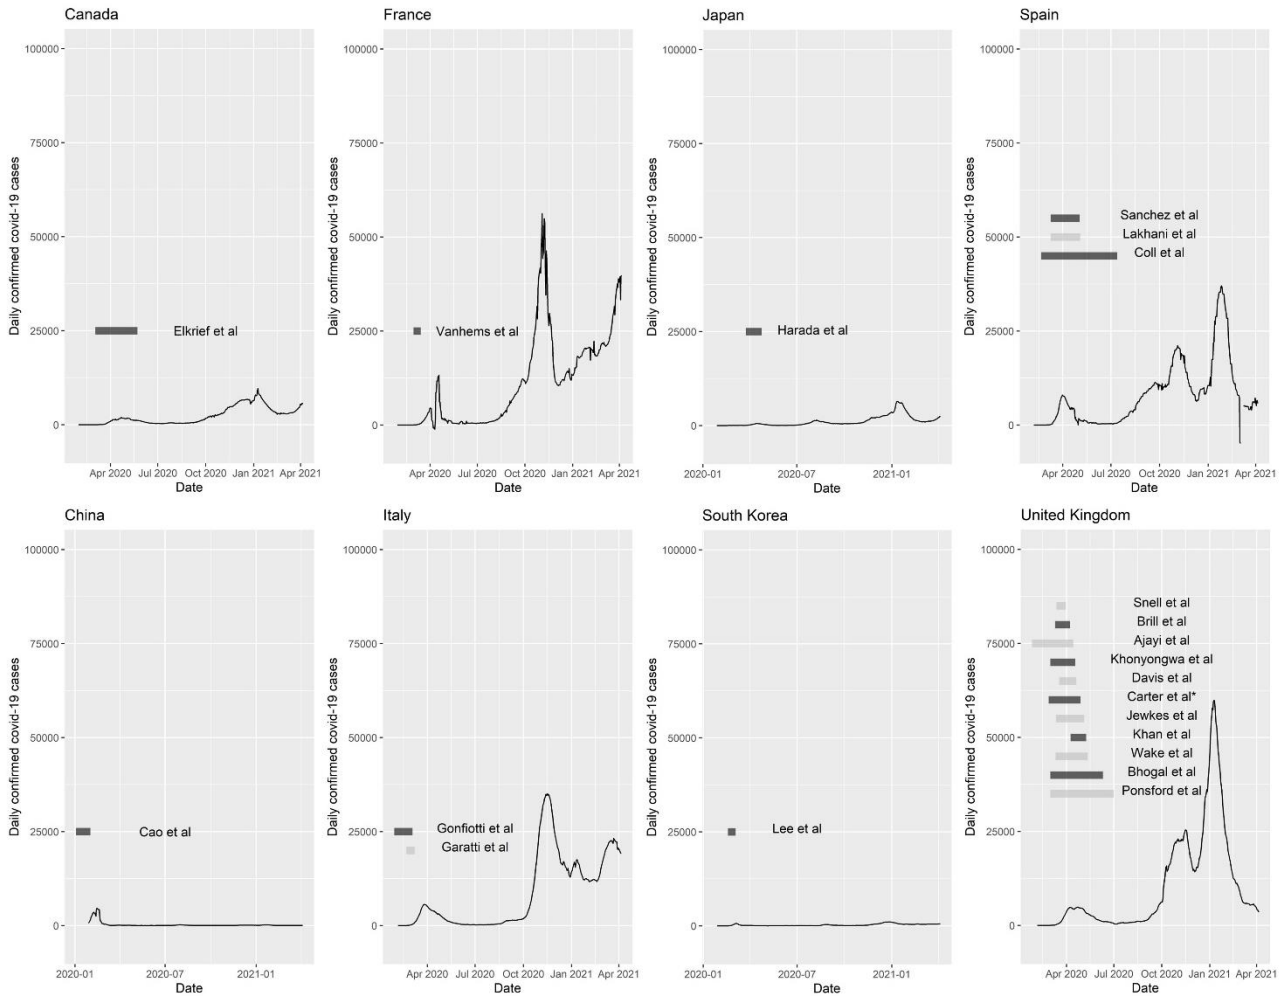 Canada
Daily confirmed covid-19 cases
100000
75000
50000
25000
0
Elkrief et al
Apr 2020 Jul 2020 Oct 2020 Jan 2021 Apr 2021
Date
France
Daily confirmed covid-19 cases
100000
75000
50000
25000
0
Vanhems et al
Apr 2020 Jul 2020 Oct 2020 Jan 2021 Apr 2021
Date
Japan
Daily confirmed covid-19 cases
100000
75000
50000
25000
0
Harada et al
2020-01 2020-07 2021-01
Date
Spain
Daily confirmed covid-19 cases
100000
75000
50000
25000
0
Sanchez et al
Lakhani et al
Coll et al
Apr 2020 Jul 2020 Oct 2020 Jan 2021 Apr 2021
Date
China
Daily confirmed covid-19 cases
100000
75000
50000
25000
0
Cao et al
2020-01 2020-07 2021-01
Date
Italy
Daily confirmed covid-19 cases
100000
75000
50000
25000
0
Gonfiotti et al
Garatti et al
Apr 2020 Jul 2020 Oct 2020 Jan 2021 Apr 2021
Date
South Korea
Daily confirmed covid-19 cases
100000
75000
50000
25000
0
Lee et al
2020-01 2020-07 2021-01
Date
United Kingdom
Daily confirmed covid-19 cases
100000
75000
50000
25000
0
Snell et al
Brill et al
Ajayi et al
Khonyongwa et al
Davis et al
Carter et al*
Jewkes et al
Khan et al
Wake et al
Bhogal et al
Ponsford et al
Apr 2020 Jul 2020 Oct 2020 Jan 2021 Apr 2021
Date